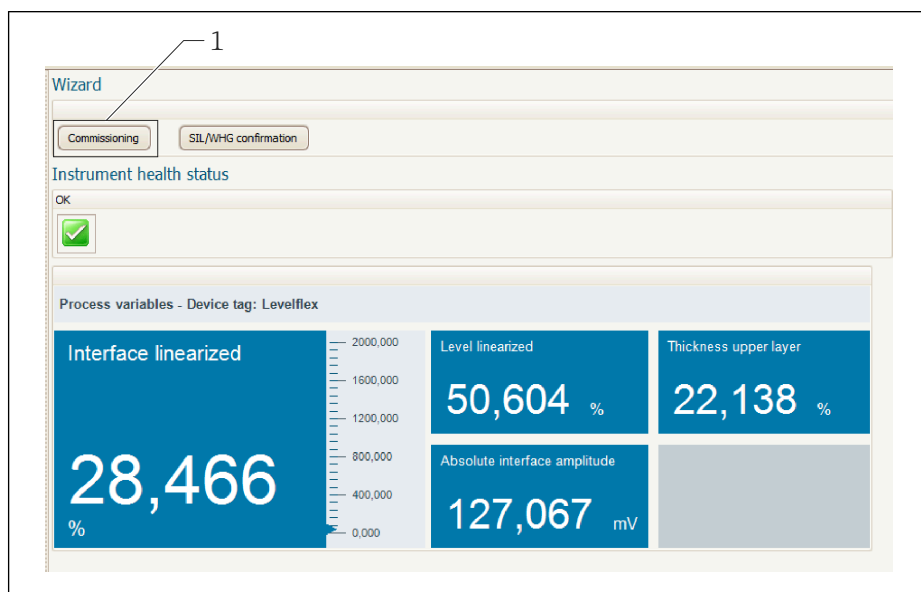 1
Wizard
Commissioning SIL/WHG confirmation
Instrument health status
OK
Process variables - Device tag: Levelflex
Interface linearized
28,466
%
2000,000
1600,000
1200,000
800,000
400,000
0,000
Level linearized
50,604 %
Thickness upper layer
22,138 %
Absolute interface amplitude
127,067 mV